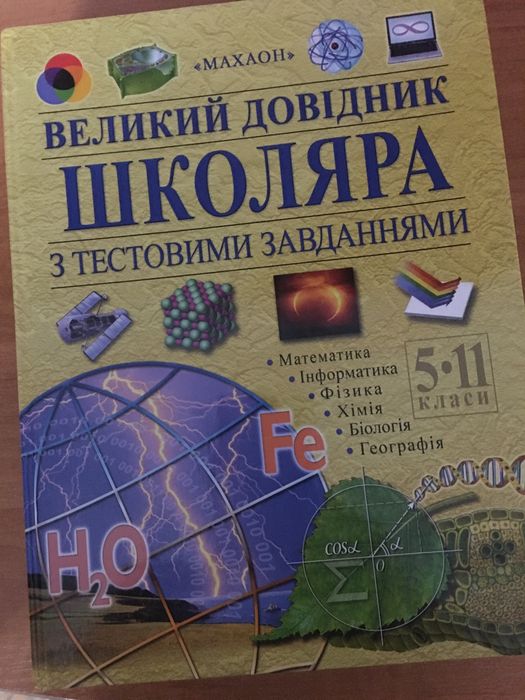 «МАХАОН»
ВЕЛИКИЙ ДОВІДНИК
ШКОЛЯРА
З ТЕСТОВИМИ ЗАВДАННЯМИ
• Математика
• Інформатика
• Фізика
• Хімія
• Біологія
• Географія
5•11
класи
Fe
H₂O
COSα
α
0
Σ